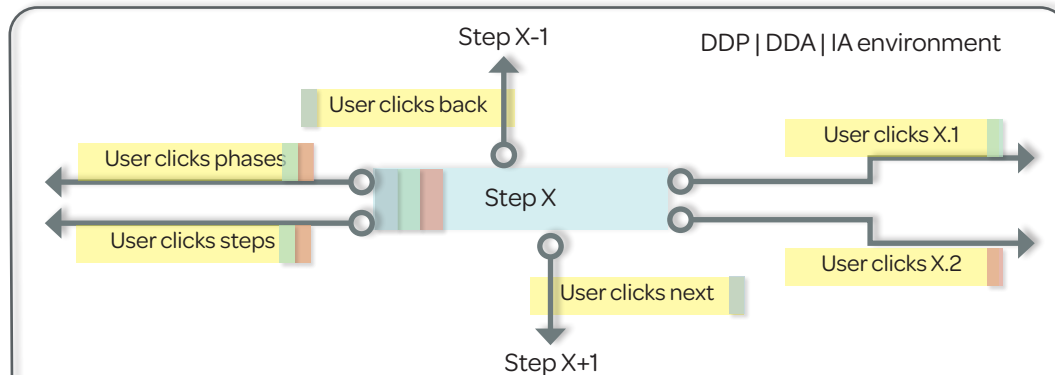 Step X-1
DDP | DDA | IA environment
User clicks back
User clicks X.1
User clicks phases
Step X
User clicks steps
User clicks X.2
User clicks next
Step X+1